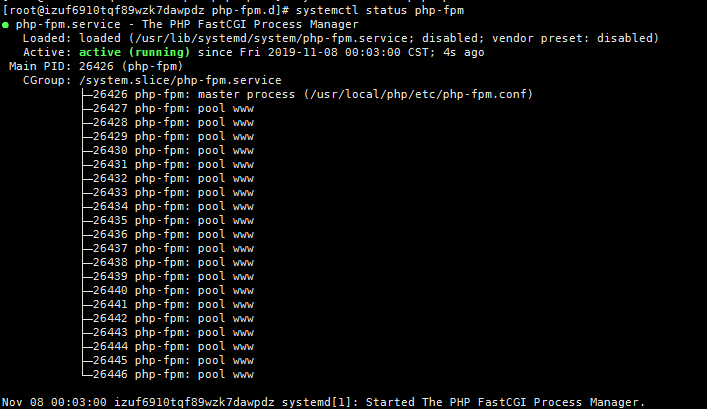 [root@izuf6910tqf89wzk7dawpdz php-fpm.d]# systemctl status php-fpm
● php-fpm.service - The PHP FastCGI Process Manager
   Loaded: loaded (/usr/lib/systemd/system/php-fpm.service; disabled; vendor preset: disabled)
   Active: active (running) since Fri 2019-11-08 00:03:00 CST; 4s ago
 Main PID: 26426 (php-fpm)
   CGroup: /system.slice/php-fpm.service
           ├─26426 php-fpm: master process (/usr/local/php/etc/php-fpm.conf)
           ├─26427 php-fpm: pool www
           ├─26428 php-fpm: pool www
           ├─26429 php-fpm: pool www
           ├─26430 php-fpm: pool www
           ├─26431 php-fpm: pool www
           ├─26432 php-fpm: pool www
           ├─26433 php-fpm: pool www
           ├─26434 php-fpm: pool www
           ├─26435 php-fpm: pool www
           ├─26436 php-fpm: pool www
           ├─26437 php-fpm: pool www
           ├─26438 php-fpm: pool www
           ├─26439 php-fpm: pool www
           ├─26440 php-fpm: pool www
           ├─26441 php-fpm: pool www
           ├─26442 php-fpm: pool www
           ├─26443 php-fpm: pool www
           ├─26444 php-fpm: pool www
           ├─26445 php-fpm: pool www
           └─26446 php-fpm: pool www
Nov 08 00:03:00 izuf6910tqf89wzk7dawpdz systemd[1]: Started The PHP FastCGI Process Manager.